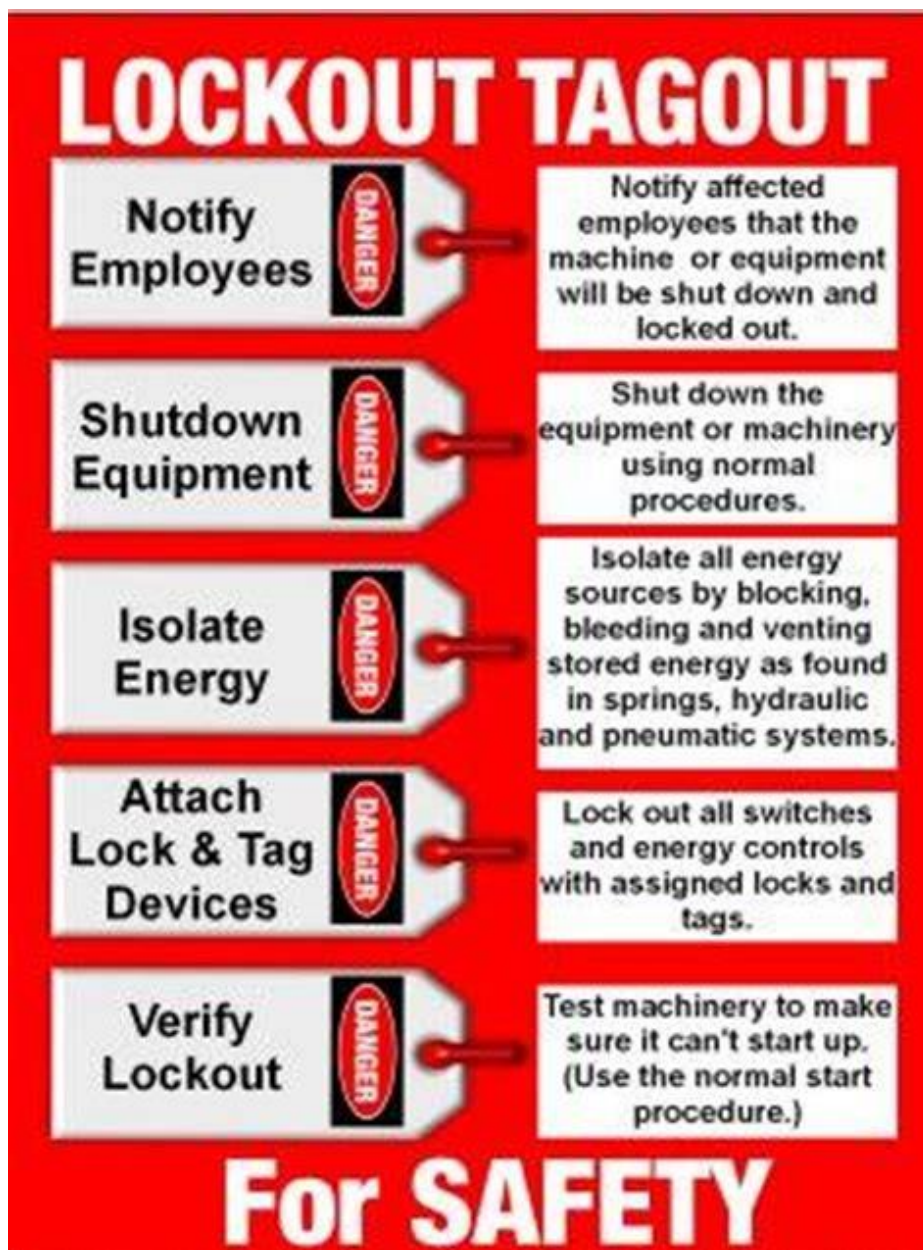 LOCKOUT TAGOUT
Notify
Employees
DANGER
Notify affected
employees that the
machine or equipment
will be shut down and
locked out.
Shutdown
Equipment
DANGER
Shut down the
equipment or machinery
using normal
procedures.
Isolate
Energy
DANGER
Isolate all energy
sources by blocking,
bleeding and venting
stored energy as found
in springs, hydraulic
and pneumatic systems.
Attach
Lock & Tag
Devices
DANGER
Lock out all switches
and energy controls
with assigned locks and
tags.
Verify
Lockout
DANGER
Test machinery to make
sure it can't start up.
(Use the normal start
procedure.)
For SAFETY